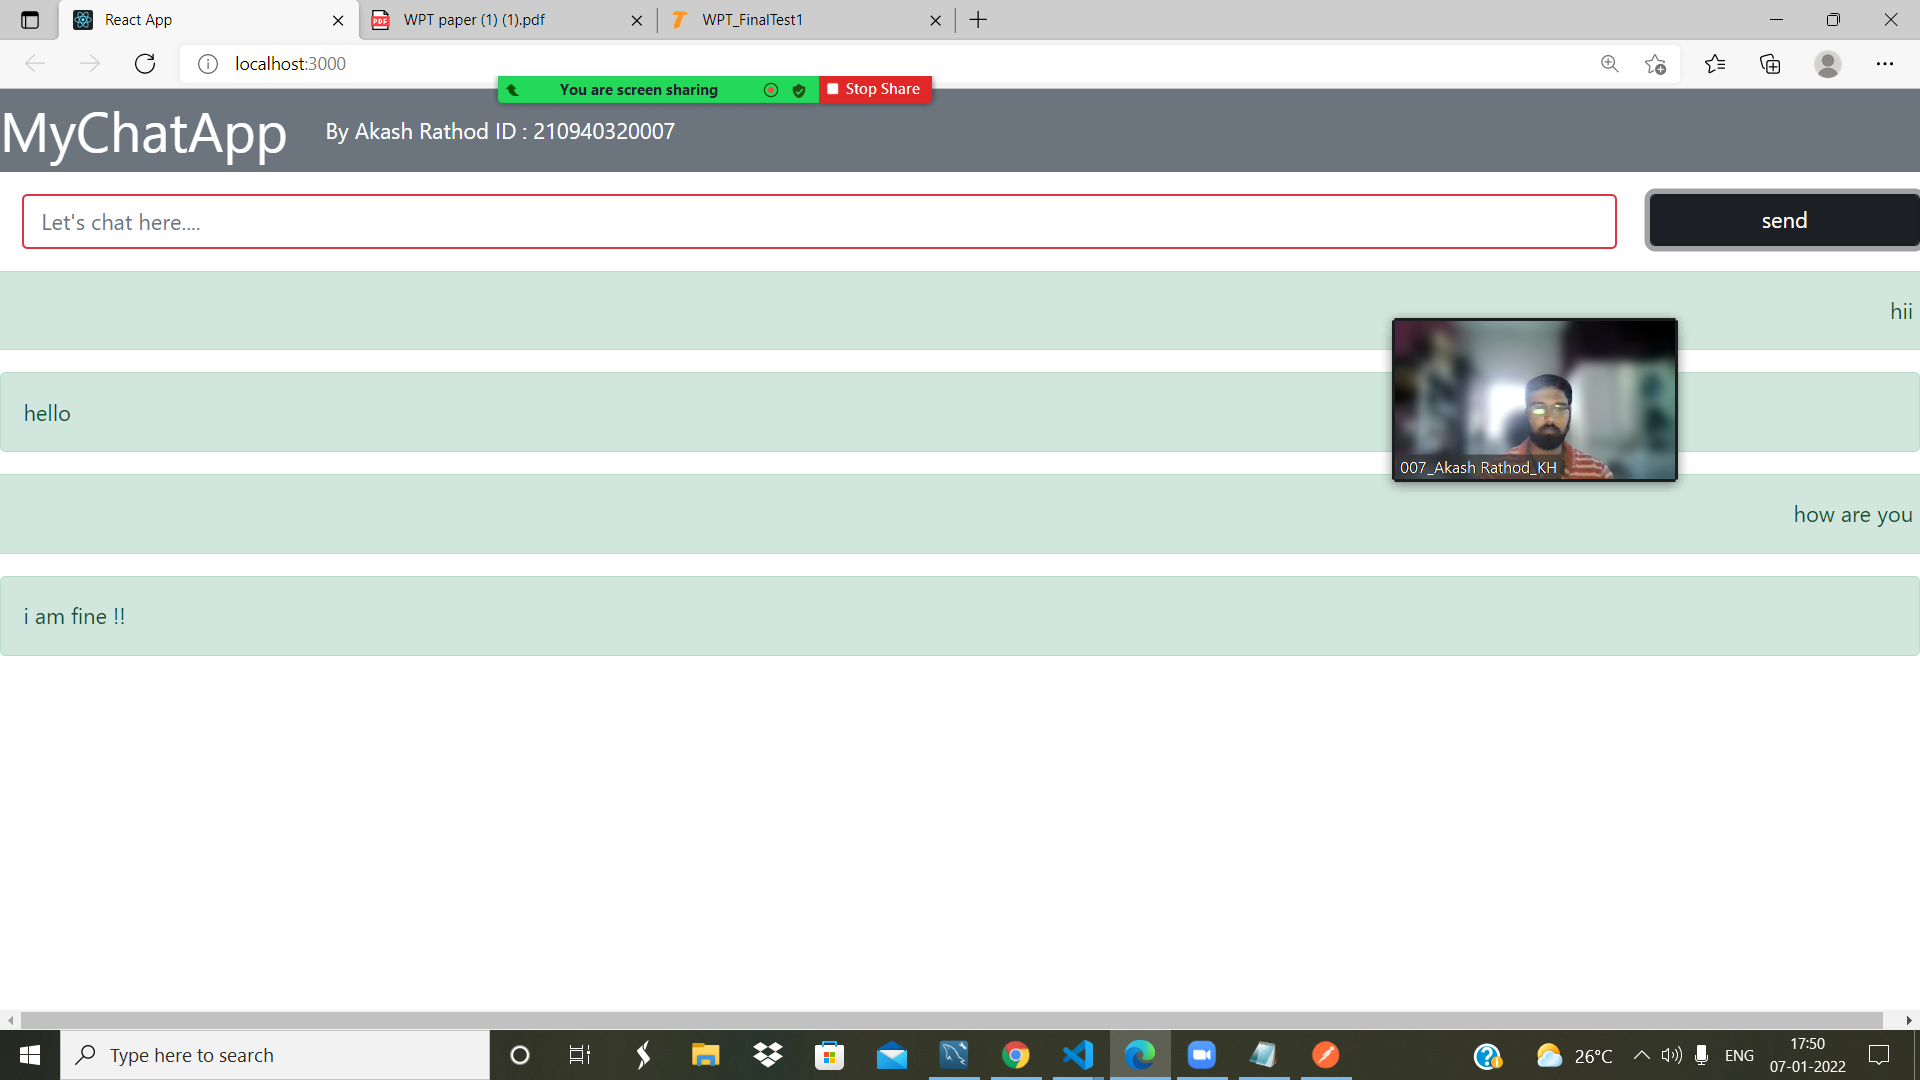 React App
WPT paper (1) (1).pdf
WPT_FinalTest1
localhost:3000
You are screen sharing
Stop Share
MyChatApp
By Akash Rathod ID : 210940320007
Let's chat here....
send
hii
hello
007_Akash Rathod_KH
how are you
i am fine !!
Type here to search
26°C
ENG
17:50
07-01-2022